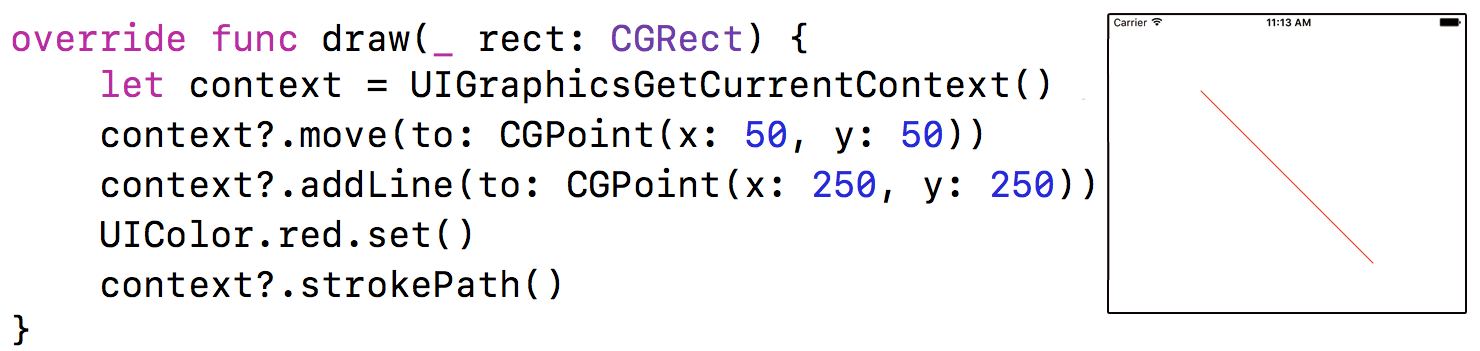 override func draw(_ rect: CGRect) {
    let context = UIGraphicsGetCurrentContext()
    context?.move(to: CGPoint(x: 50, y: 50))
    context?.addLine(to: CGPoint(x: 250, y: 250))
    UIColor.red.set()
    context?.strokePath()
}
Carrier 11:13 AM